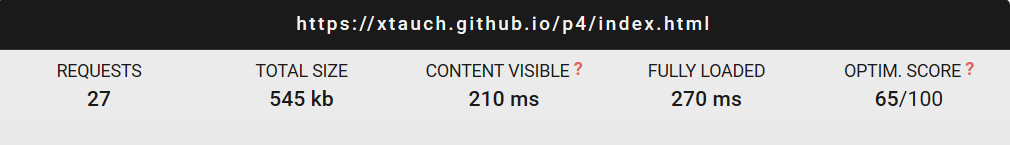 https://xtauch.github.io/p4/index.html
REQUESTS TOTAL SIZE CONTENT VISIBLE ? FULLY LOADED OPTIM. SCORE ?
27 545 kb 210 ms 270 ms 65/100